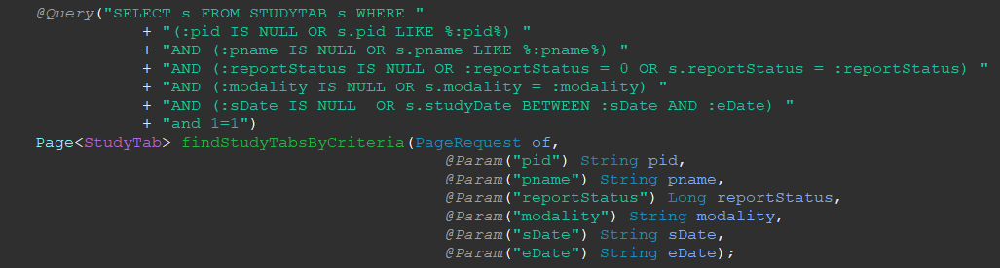 @Query("SELECT s FROM STUDYTAB s WHERE "
+ "(:pid IS NULL OR s.pid LIKE %:pid%) "
+ "AND (:pname IS NULL OR s.pname LIKE %:pname%) "
+ "AND (:reportStatus IS NULL OR :reportStatus = 0 OR s.reportStatus = :reportStatus) "
+ "AND (:modality IS NULL OR s.modality = :modality) "
+ "AND (:sDate IS NULL  OR s.studyDate BETWEEN :sDate AND :eDate) "
+ "and 1=1")
Page<StudyTab> findStudyTabsByCriteria(PageRequest of,
@Param("pid") String pid,
@Param("pname") String pname,
@Param("reportStatus") Long reportStatus,
@Param("modality") String modality,
@Param("sDate") String sDate,
@Param("eDate") String eDate);